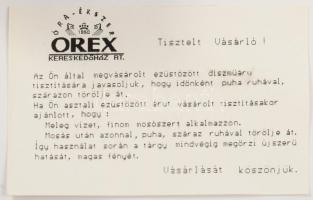 ÓRA-ÉKSZER
1950
OREX
KERESKEDŐHÁZ RT.
Tisztelt Vásárló !
Az Ön által megvásárolt ezüstözött díszműáru
tisztítására javasoljuk, hogy időnként puha ruhával,
szárazon törölje át.
Ha Ön asztali ezüstözött árut vásárolt tisztításakor
ajánlott, hogy :
Meleg vizet, finom mosószert alkalmazzon.
Mosás után azonnal, puha, száraz ruhával törölje át.
Így használat során a tárgy mindvégig megőrzi újszerű
hatását, magas fényét.
Vásárlását köszönjük.